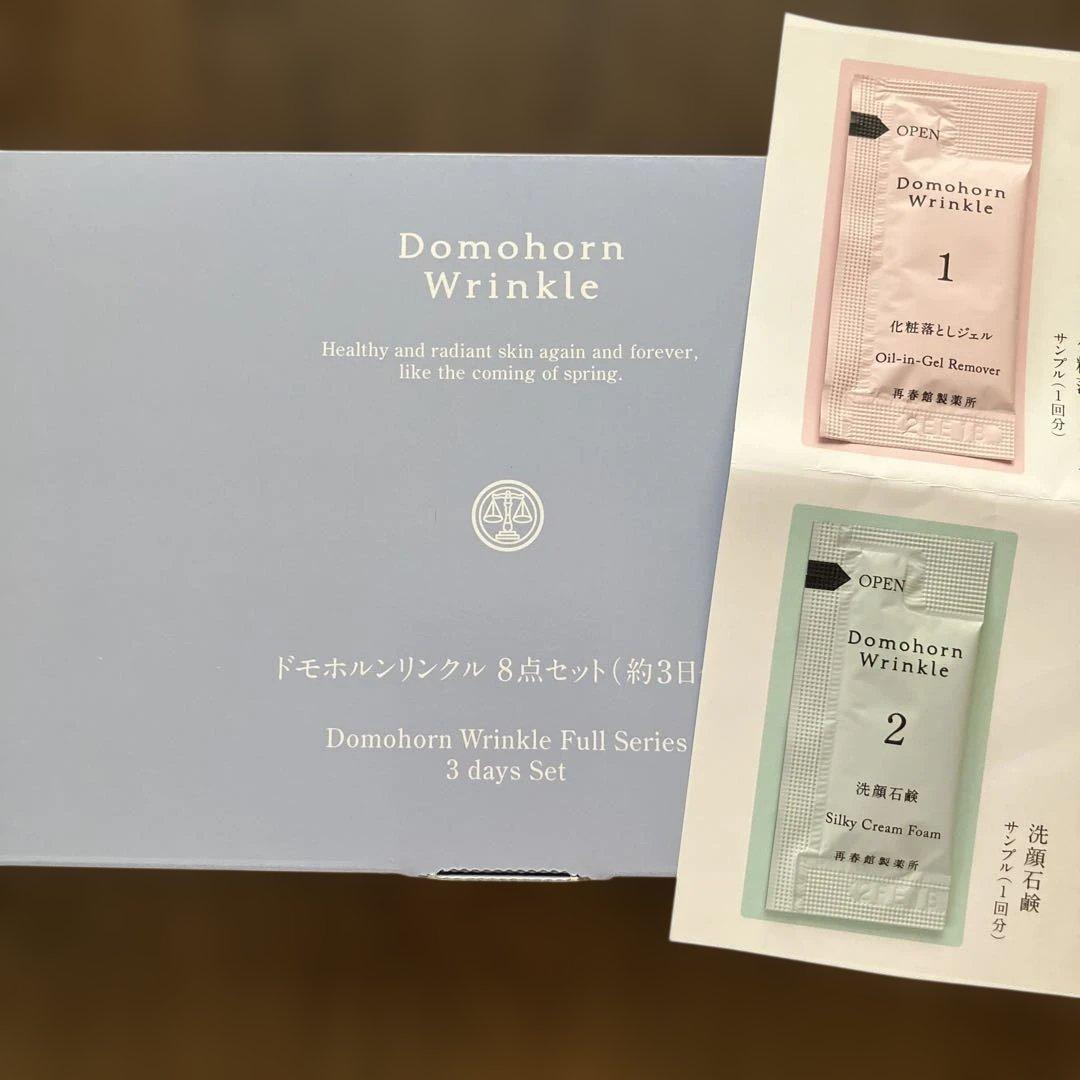 Domohorn
Wrinkle
Healthy and radiant skin again and forever,
like the coming of spring.
ドモホルンリンクル 8点セット(約3日
Domohorn Wrinkle Full Series
3 days Set
OPEN
Domohorn
Wrinkle
1
化粧落としジェル
Oil-in-Gel Remover
再春館製薬所
サンプル(1回分)
OPEN
Domohorn
Wrinkle
2
洗顔石鹸
Silky Cream Foam
再春館製薬所
洗顔石鹸
サンプル(1回分)